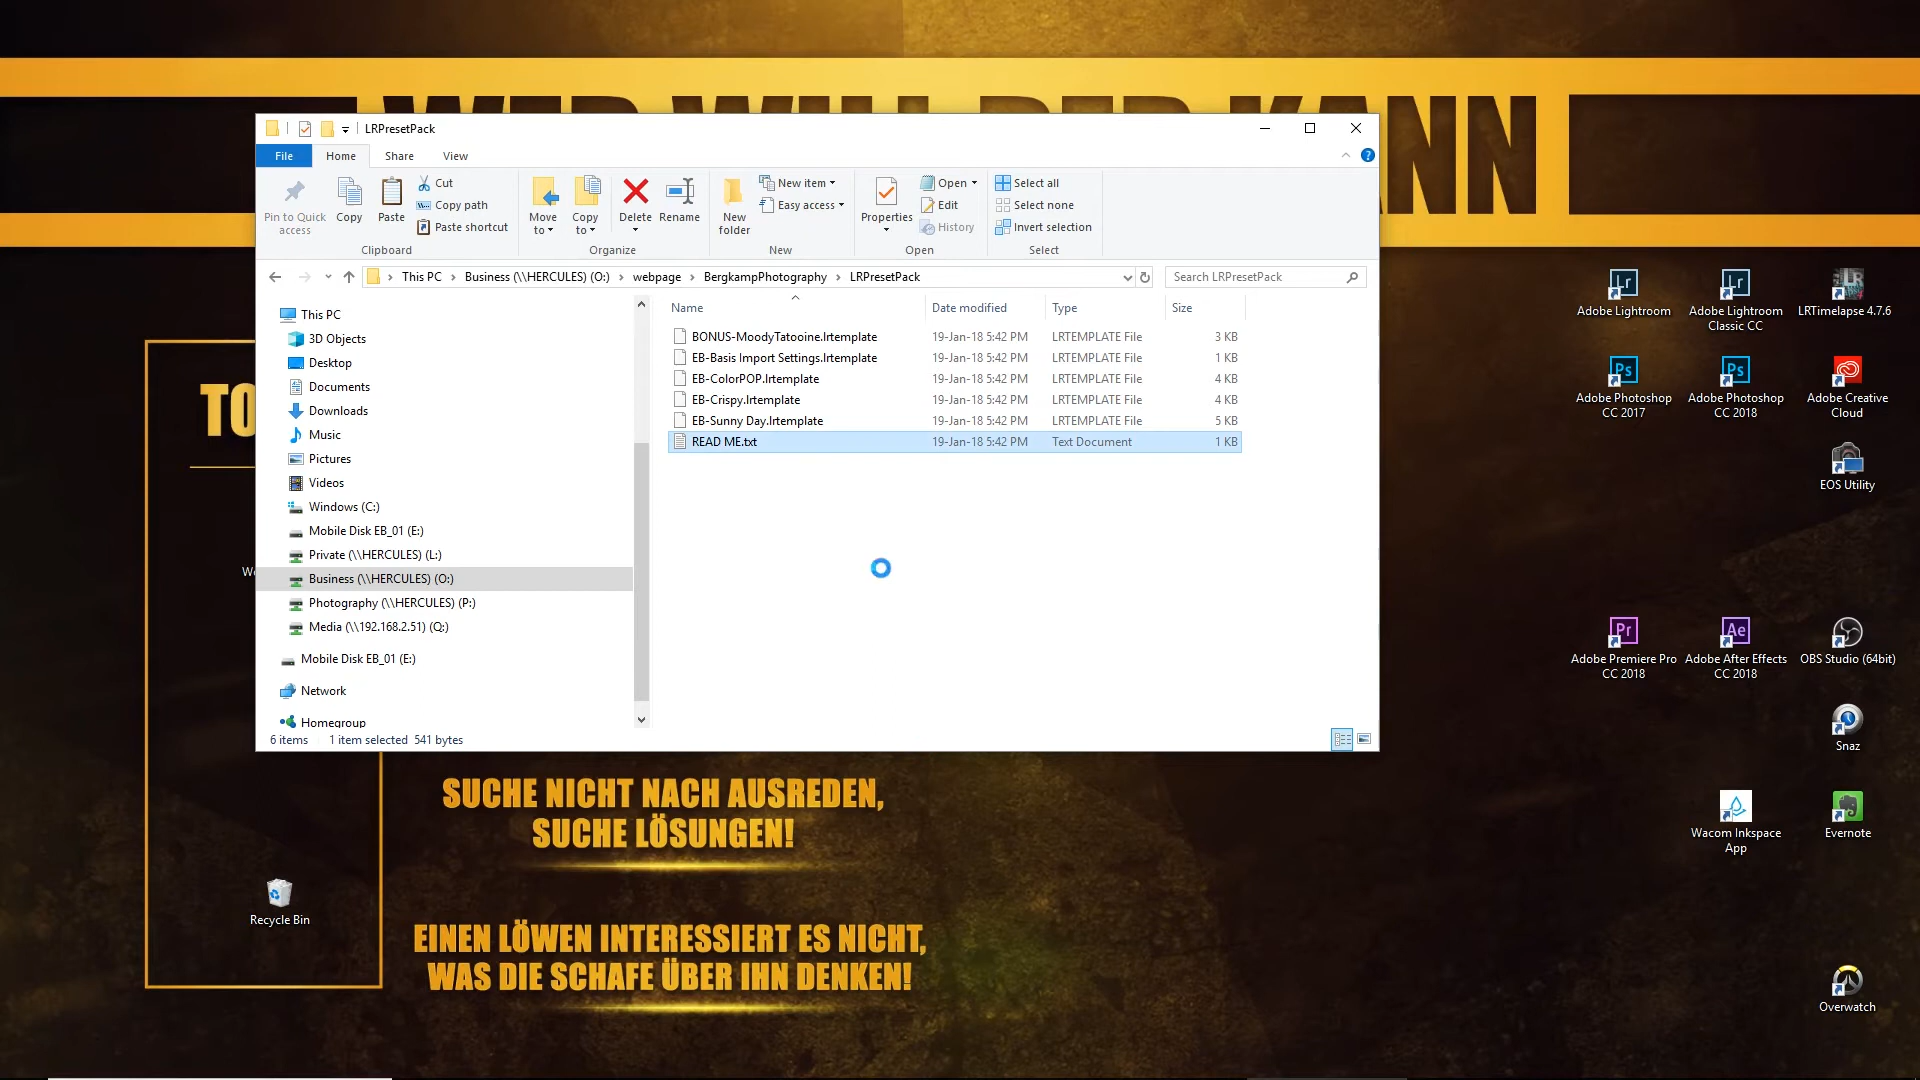 WER WILL DER KANN
LRPresetPack
File Home Share View
Pin to Quick access
Copy
Paste
Cut
Copy path
Paste shortcut
Clipboard
Move to
Copy to
Delete
Rename
Organize
New folder
New item
Easy access
New
Properties
Open
Edit
History
Open
Select all
Select none
Invert selection
Select
This PC Business (\\HERCULES) (O:) webpage BergkampPhotography LRPresetPack
Search LRPresetPack
This PC
3D Objects
Desktop
Documents
Downloads
Music
Pictures
Videos
Windows (C:)
Mobile Disk EB_01 (E:)
Private (\\HERCULES) (L:)
Business (\\HERCULES) (O:)
Photography (\\HERCULES) (P:)
Media (\\192.168.2.51) (Q:)
Mobile Disk EB_01 (E:)
Network
Homegroup
Name Date modified Type Size
BONUS-MoodyTatooine.lrtemplate 19-Jan-18 5:42 PM LRTEMPLATE File 3 KB
EB-Basis Import Settings.lrtemplate 19-Jan-18 5:42 PM LRTEMPLATE File 1 KB
EB-ColorPOP.lrtemplate 19-Jan-18 5:42 PM LRTEMPLATE File 4 KB
EB-Crispy.lrtemplate 19-Jan-18 5:42 PM LRTEMPLATE File 4 KB
EB-Sunny Day.lrtemplate 19-Jan-18 5:42 PM LRTEMPLATE File 5 KB
READ ME.txt 19-Jan-18 5:42 PM Text Document 1 KB
6 items 1 item selected 541 bytes
TO
We
SUCHE NICHT NACH AUSREDEN,
SUCHE LÖSUNGEN!
EINEN LÖWEN INTERESSIERT ES NICHT,
WAS DIE SCHAFE ÜBER IHN DENKEN!
Recycle Bin
Adobe Lightroom
Adobe Lightroom
Classic CC
LRTimelapse 4.7.6
Adobe Photoshop
CC 2017
Adobe Photoshop
CC 2018
Adobe Creative
Cloud
EOS Utility
Adobe Premiere Pro
CC 2018
Adobe After Effects
CC 2018
OBS Studio (64bit)
Snaz
Wacom Inkspace
App
Evernote
Overwatch